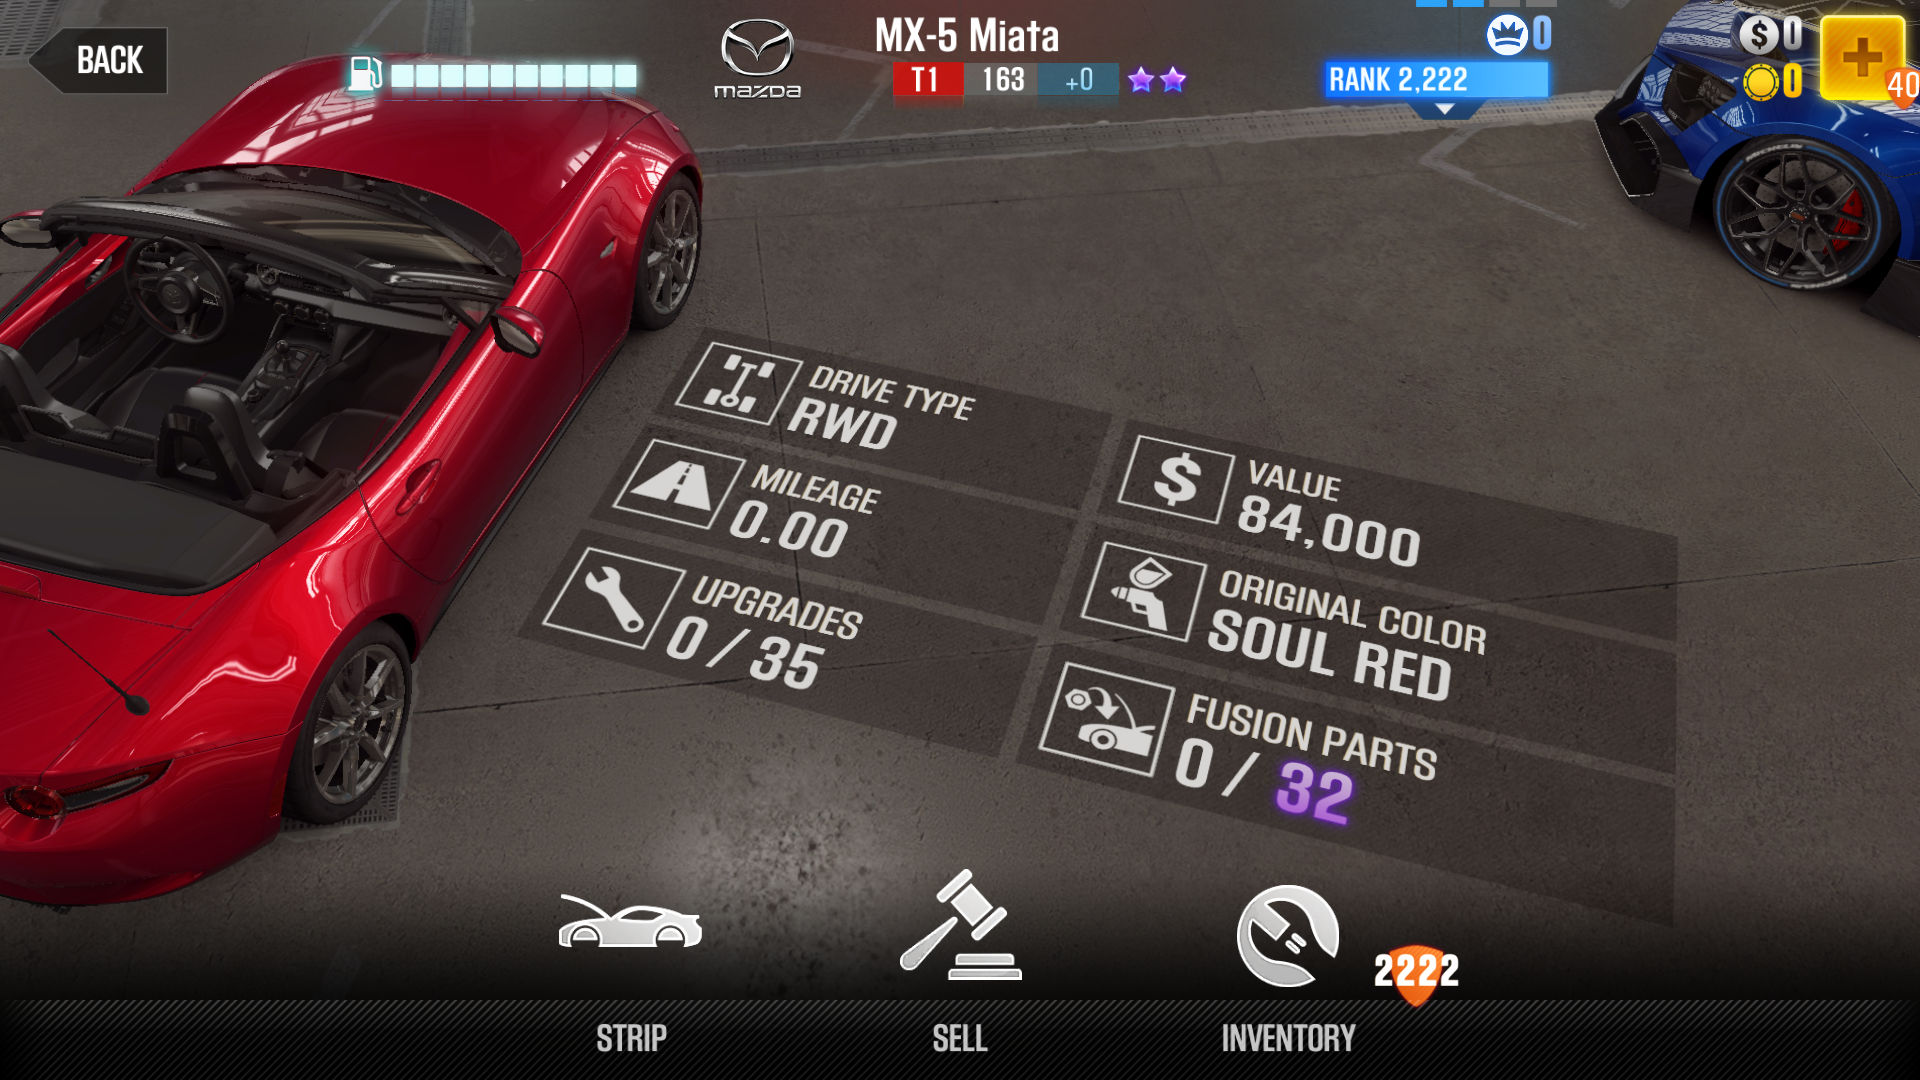 BACK
mazda
MX-5 Miata
T1 163 +0
0
RANK 2,222
0
0
40
MICHELIN
DRIVE TYPE
RWD
MILEAGE
0.00
UPGRADES
0 / 35
VALUE
84,000
ORIGINAL COLOR
SOUL RED
FUSION PARTS
0 / 32
2222
STRIP
SELL
INVENTORY